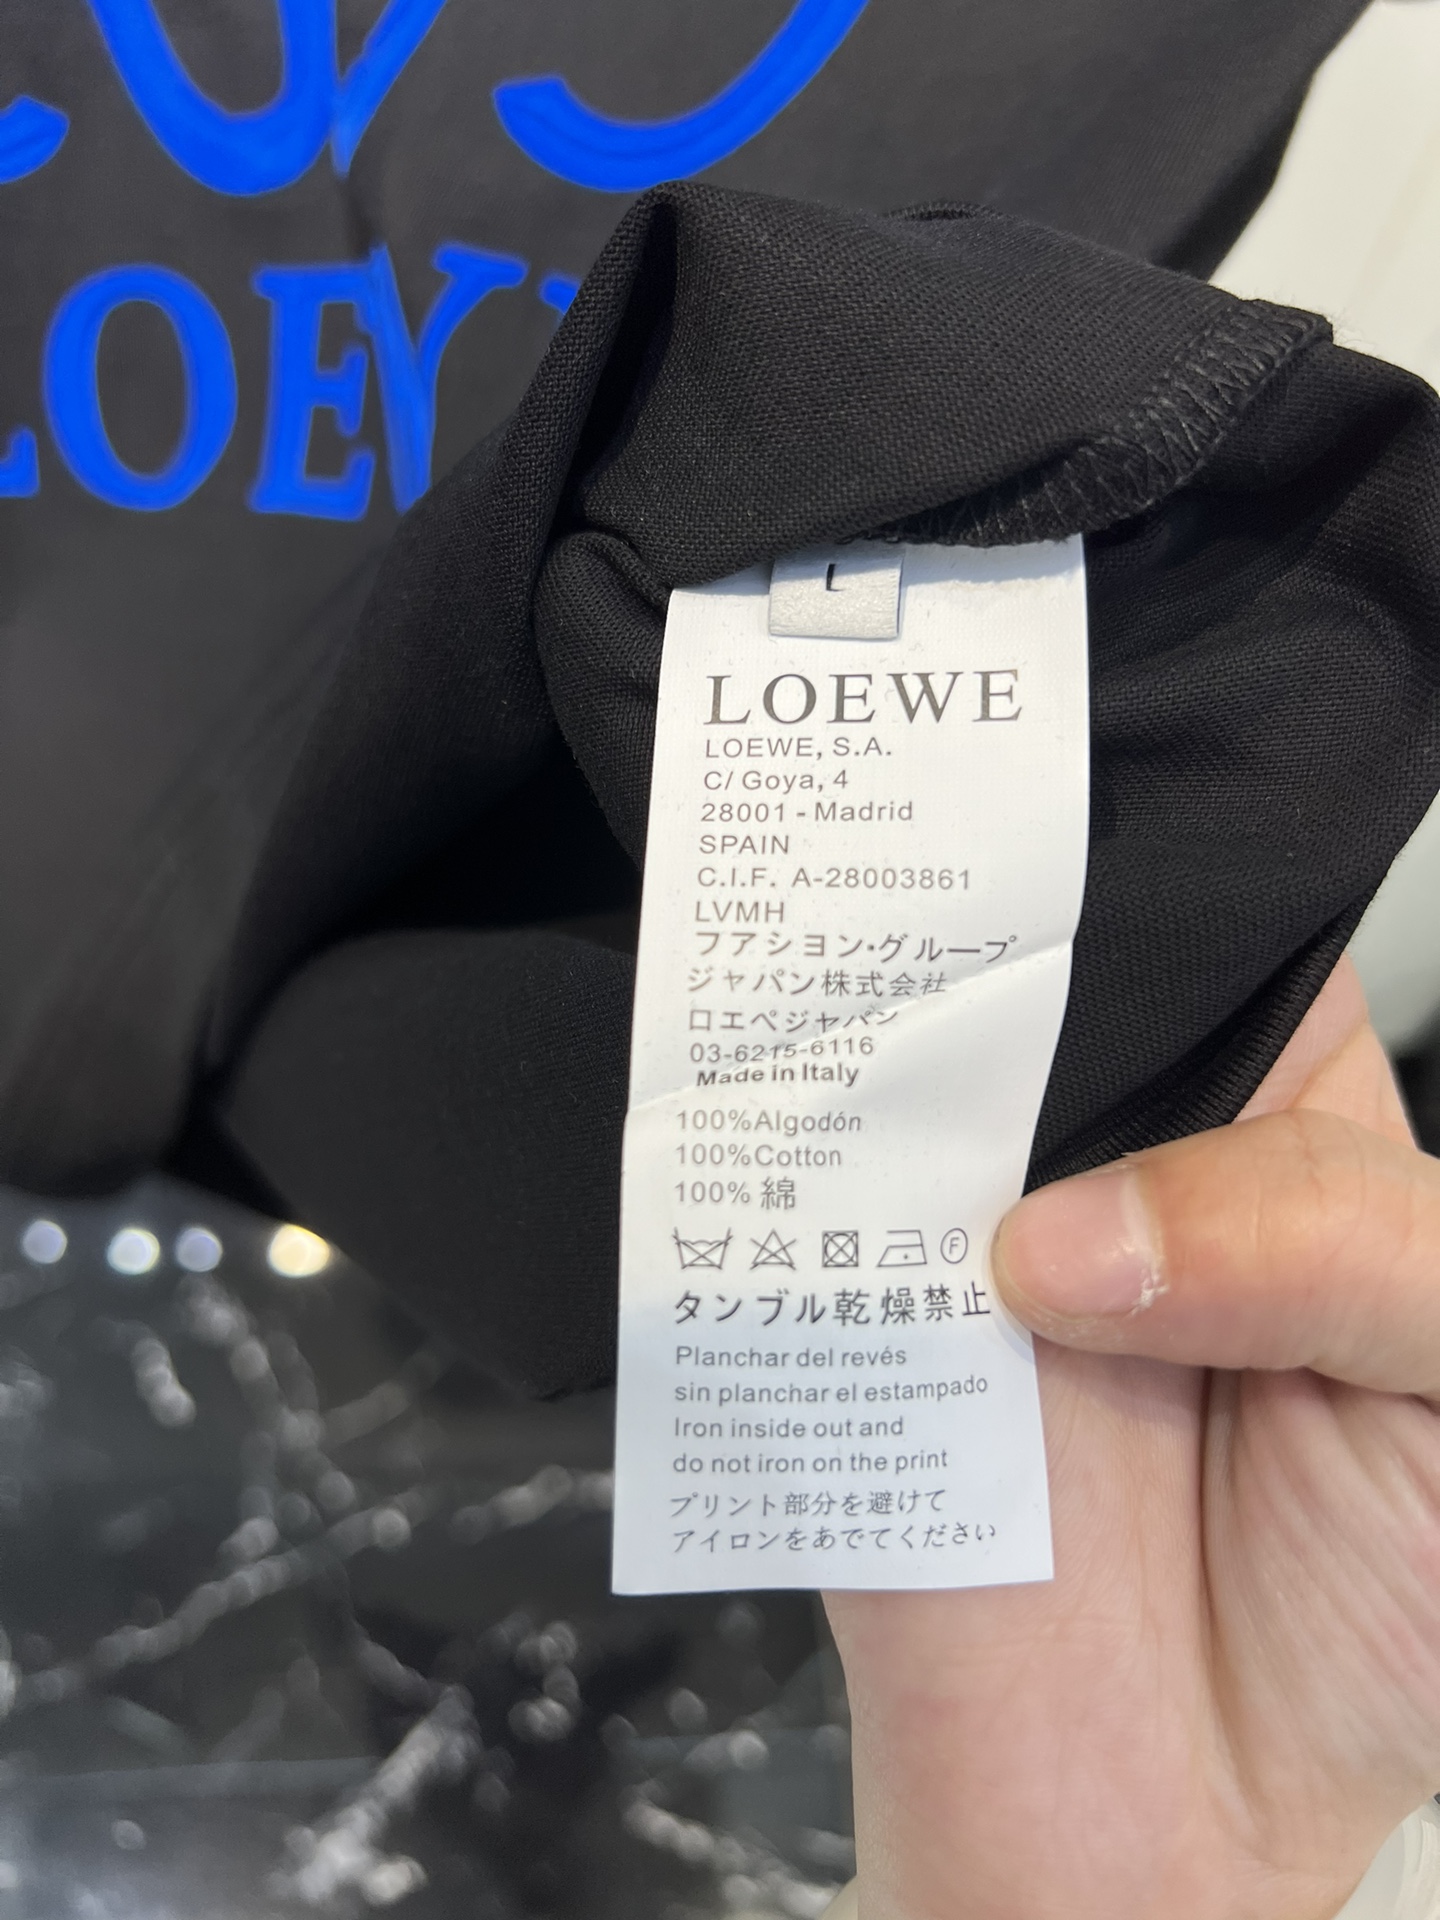 LOEW
L
LOEWE
LOEWE, S.A.
C/ Goya, 4
28001 - Madrid
SPAIN
C.I.F. A-28003861
LVMH
フアシヨン・グループ
ジャパン株式会社
ロエペジャパン
03-6215-6116
Made in Italy
100%Algodón
100%Cotton
100% 綿
F
タンブル乾燥禁止
Planchar del revés
sin planchar el estampado
Iron inside out and
do not iron on the print
プリント部分を避けて
アイロンをあでてください